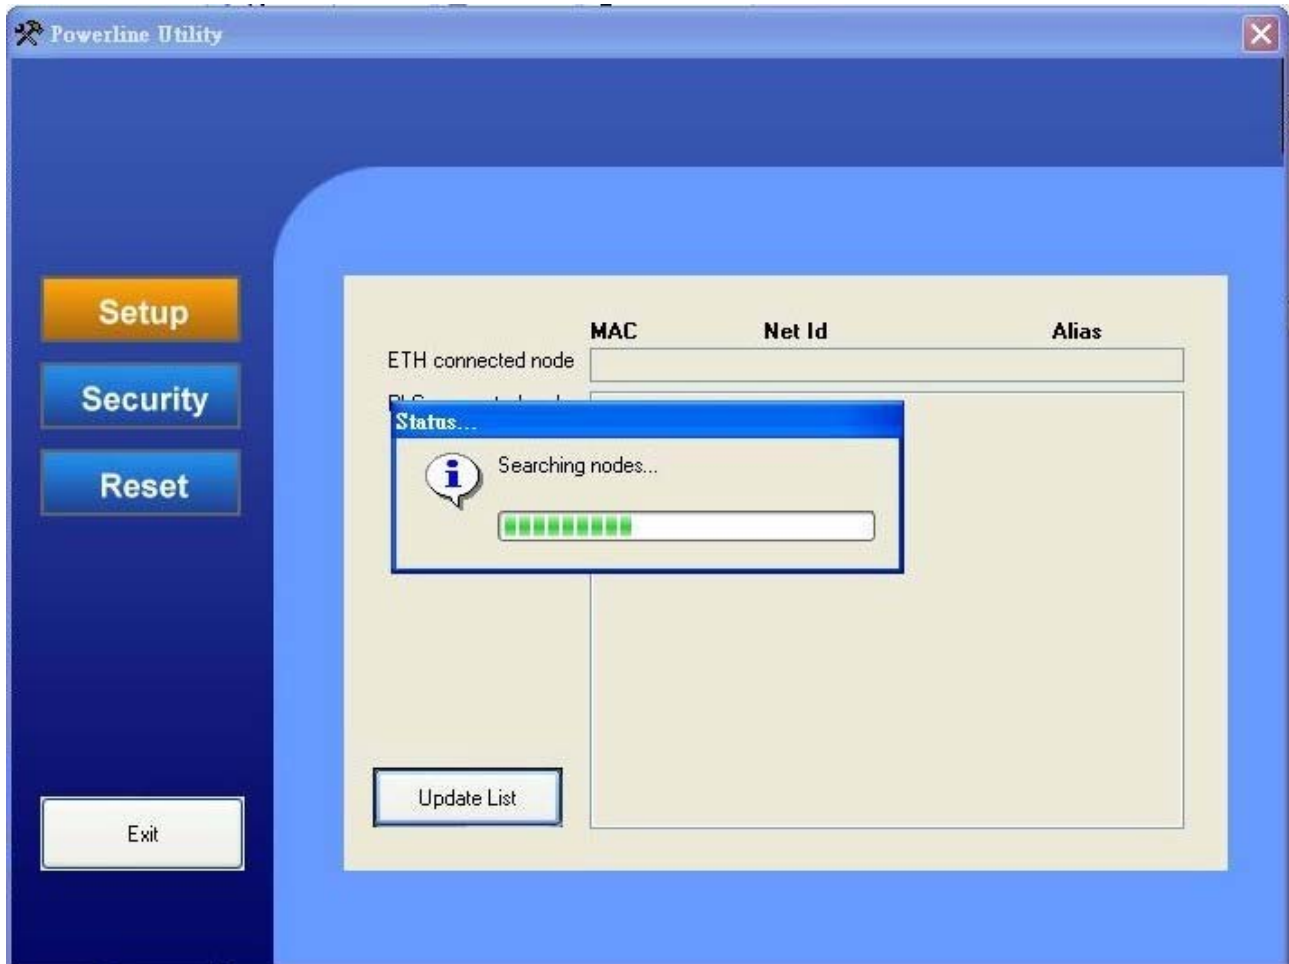 Powerline Utility
Setup
Security
Reset
Exit
MAC Net Id Alias
ETH connected node
Status...
Searching nodes...
Update List